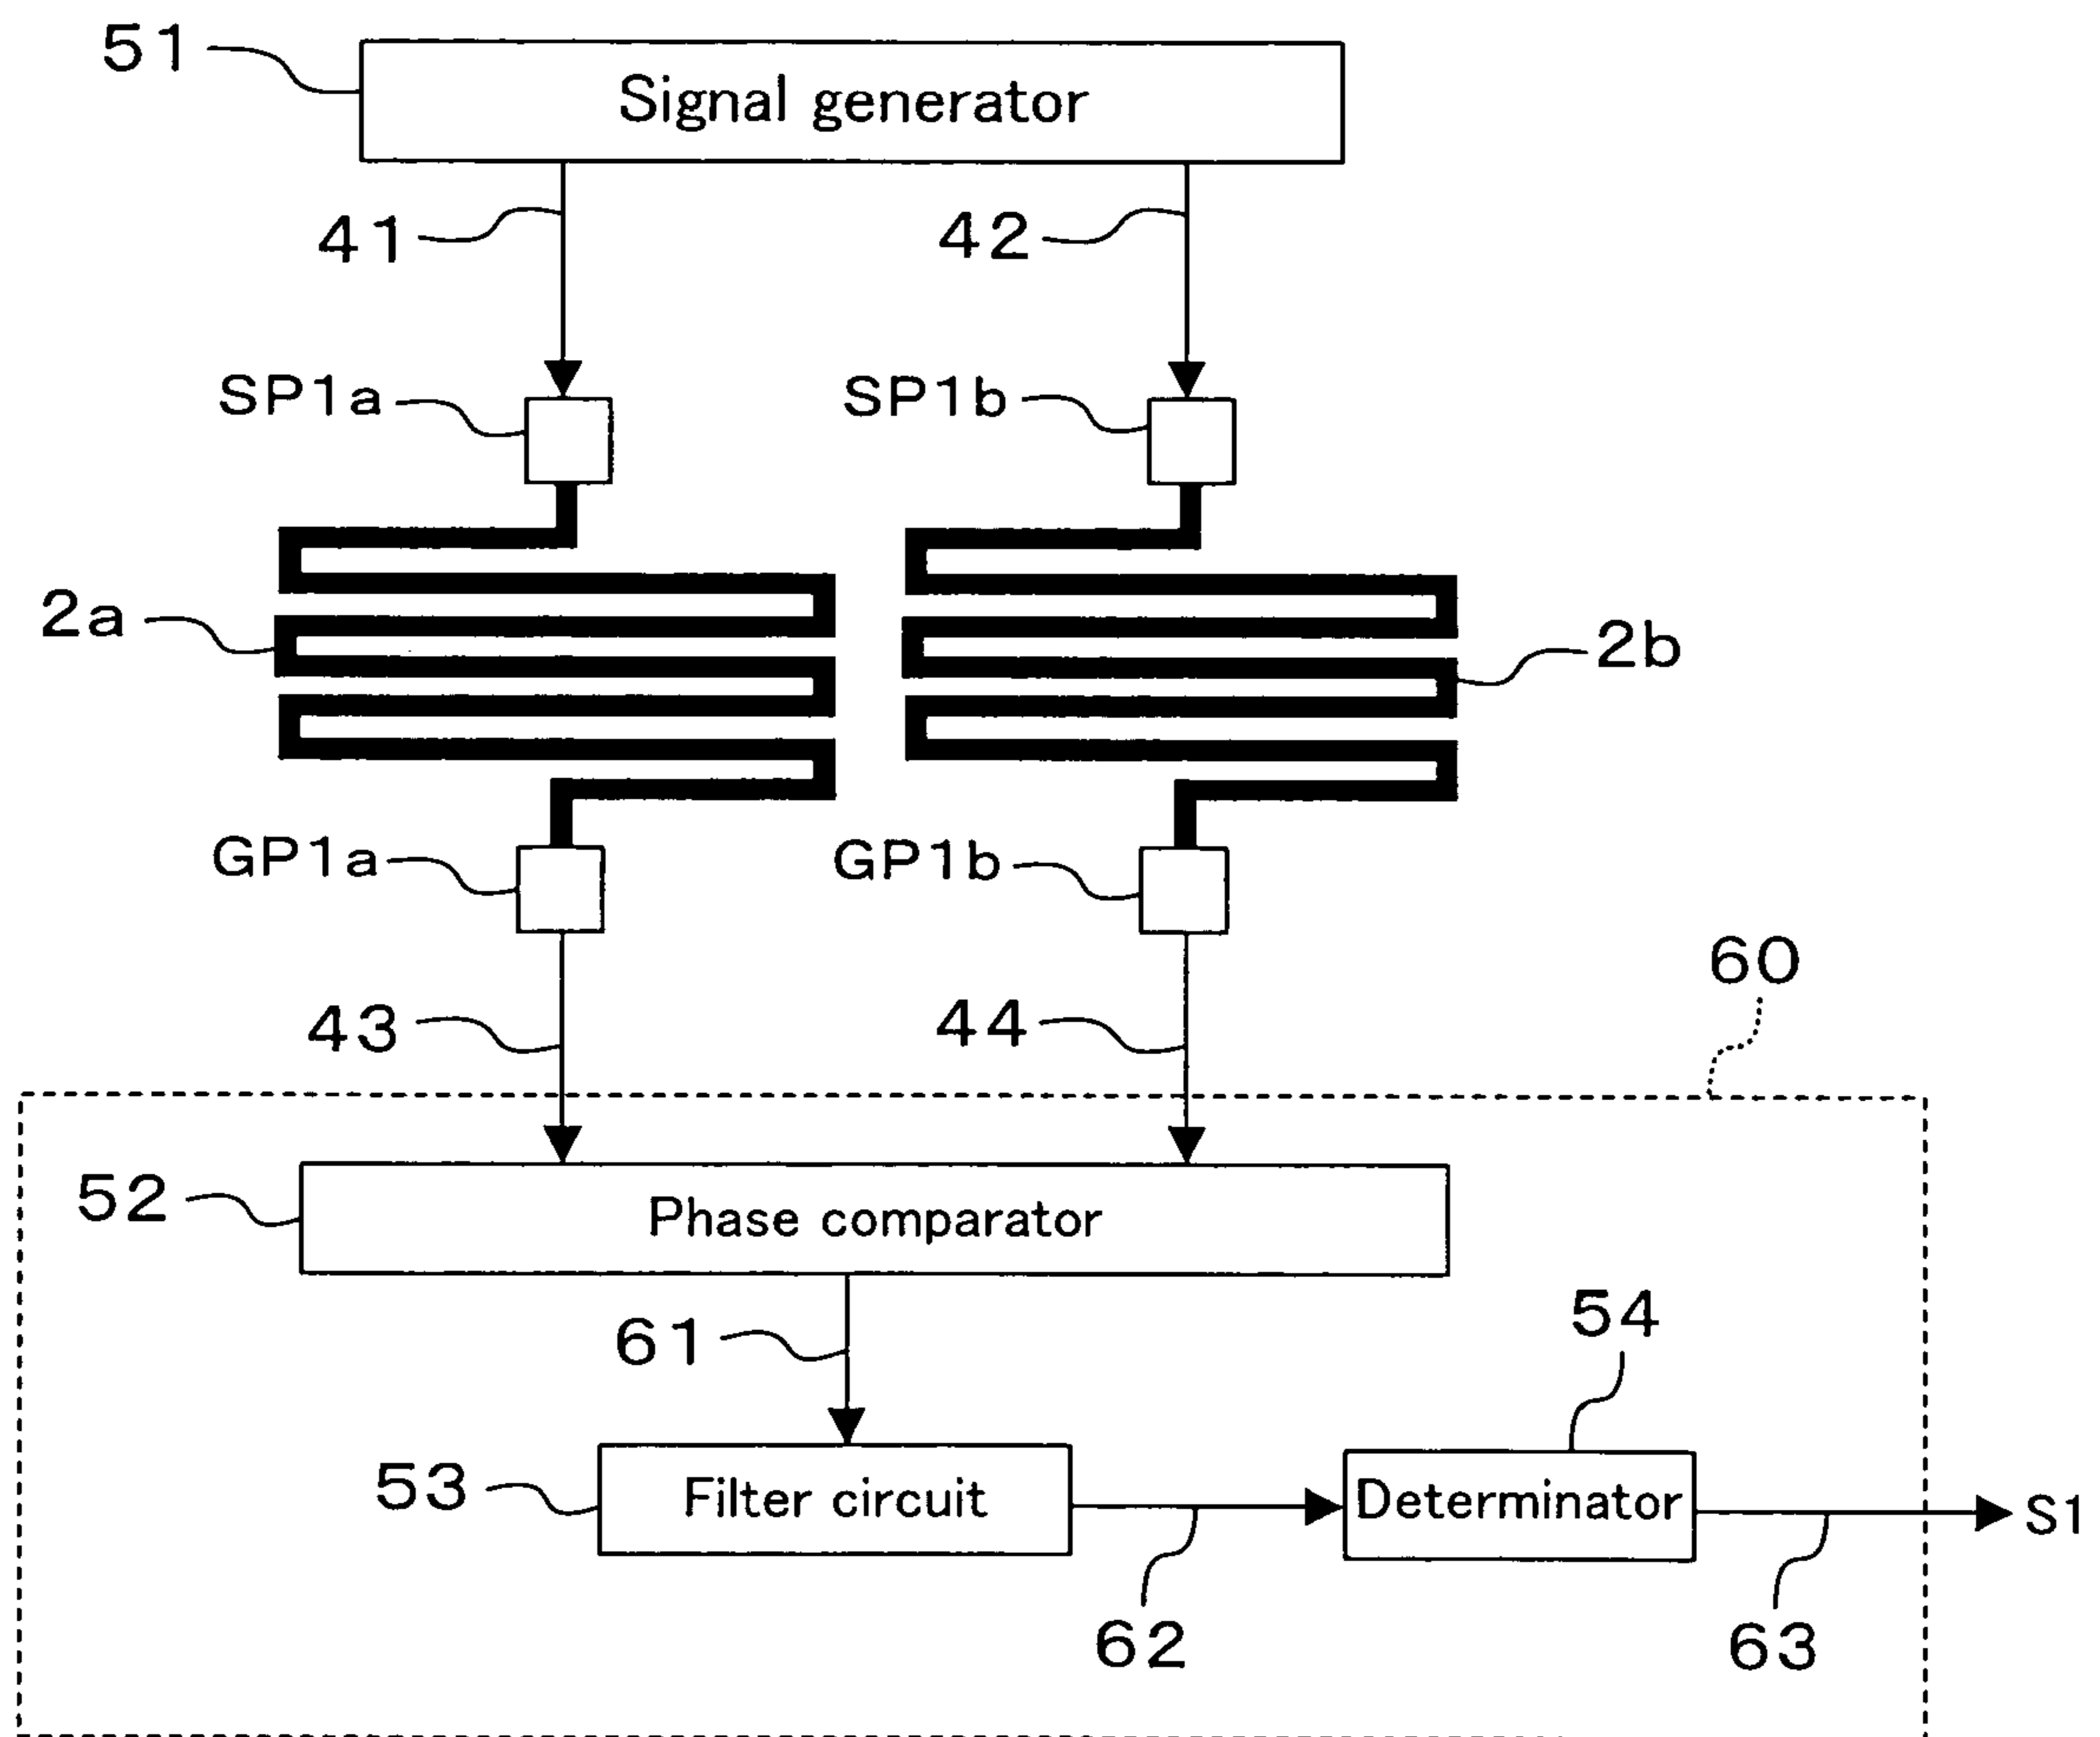 51
Signal generator
41
42
SP1a
SP1b
2a
2b
GP1a
GP1b
60
43
44
52
Phase comparator
54
61
53
Filter circuit
Determinator
S1
62
63